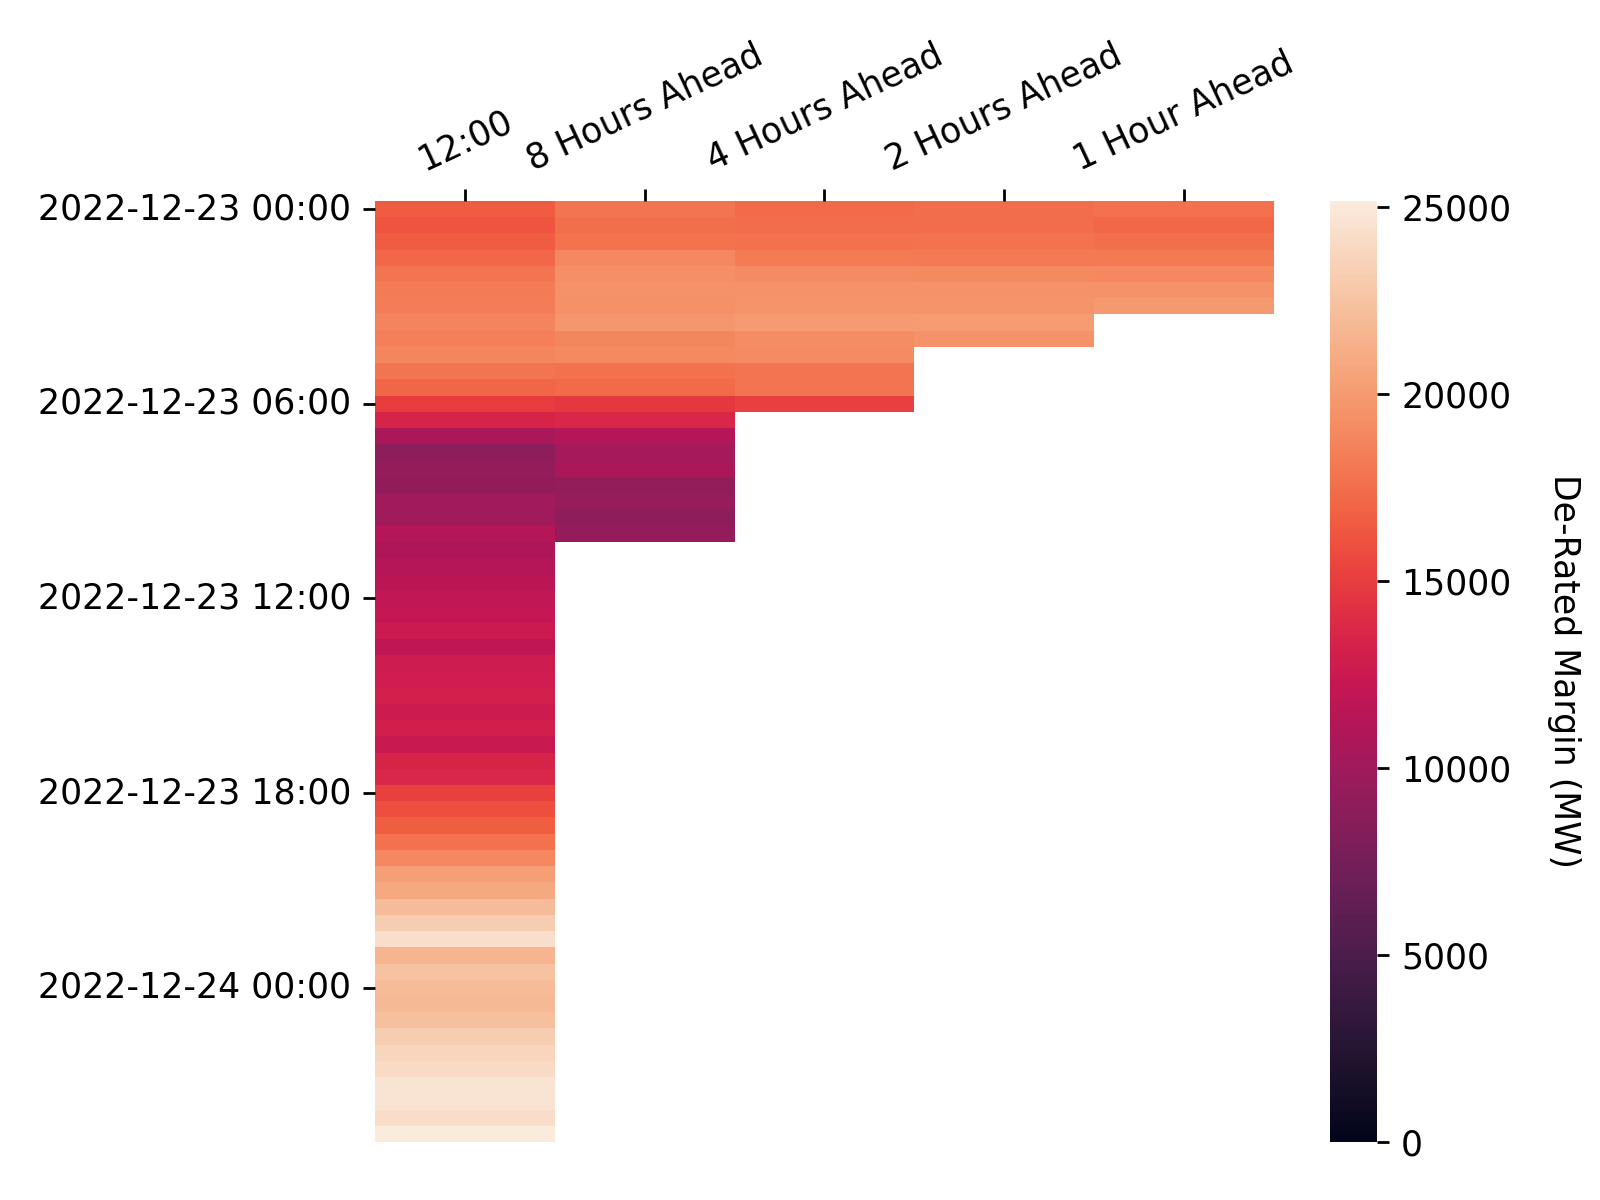 12:00
8 Hours Ahead
4 Hours Ahead
2 Hours Ahead
1 Hour Ahead
2022-12-23 00:00
2022-12-23 06:00
2022-12-23 12:00
2022-12-23 18:00
2022-12-24 00:00
25000
20000
15000
10000
5000
0
De-Rated Margin (MW)